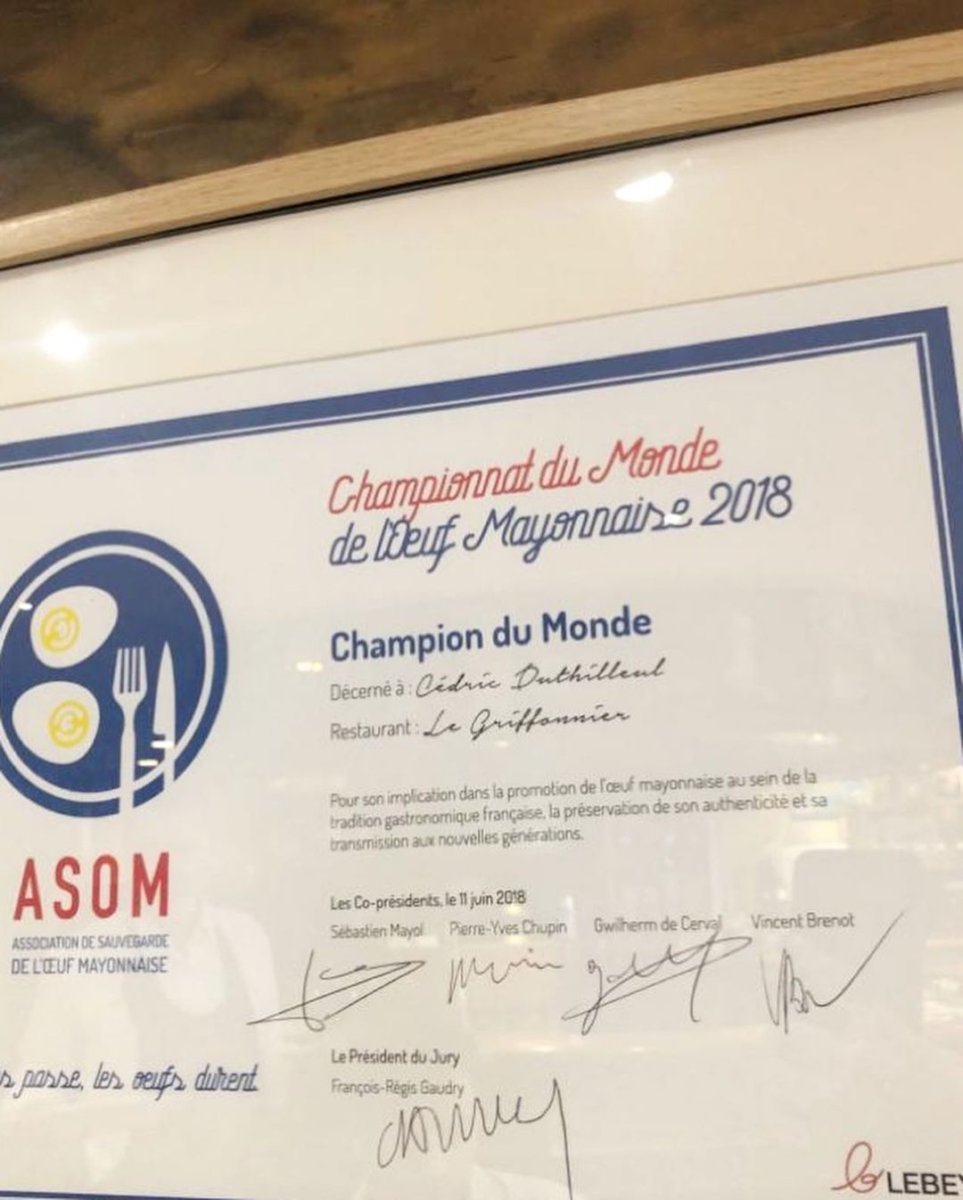 Championnat du Monde
de l'Œuf Mayonnaise 2018
Champion du Monde
Décerné à : Cédric Duthilleul
Restaurant : Le Griffonnier
Pour son implication dans la promotion de l'œuf mayonnaise au sein de la
tradition gastronomique française, la préservation de son authenticité et sa
transmission aux nouvelles générations.
ASOM
ASSOCIATION DE SAUVEGARDE
DE L'ŒUF MAYONNAISE
Les Co-présidents, le 11 juin 2018
Sébastien Mayol Pierre-Yves Chupin Gwilherm de Cerval Vincent Brenot
passe, les œufs durent
Le Président du Jury
François-Régis Gaudry
LEBEY